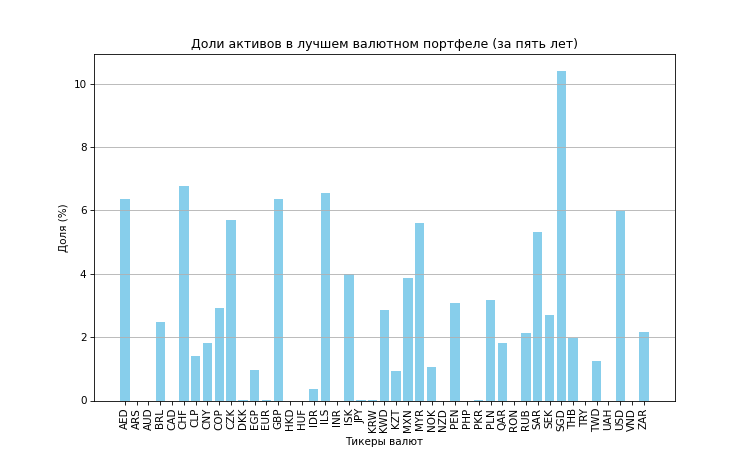 Доли активов в лучшем валютном портфеле (за пять лет)
Доля (%)
10
8
6
4
2
0
AED ARS AUD BRL CAD CHF CLP CNY COP CZK DKK EGP EUR GBP HKD HUF IDR ILS INR ISK JPY KRW KWD KZT MXN MYR NOK NZD PEN PHP PKR PLN QAR RON RUB SAR SEK SGD THB TRY TWD UAH USD VND ZAR
Тикеры валют